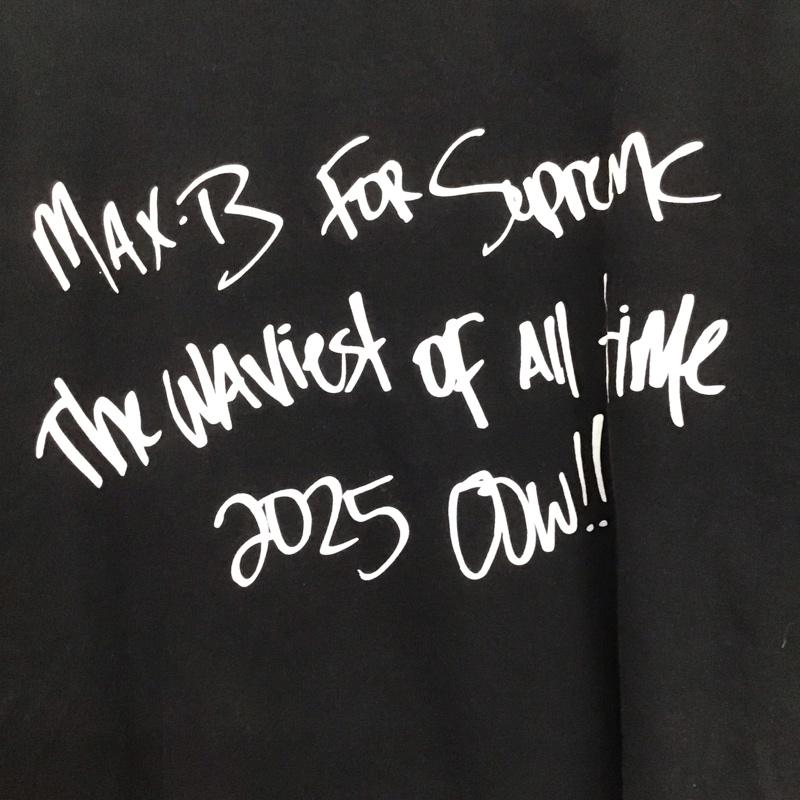 MAX·B FOR Supreme
The WAViest OF All time
2025 OOW!!